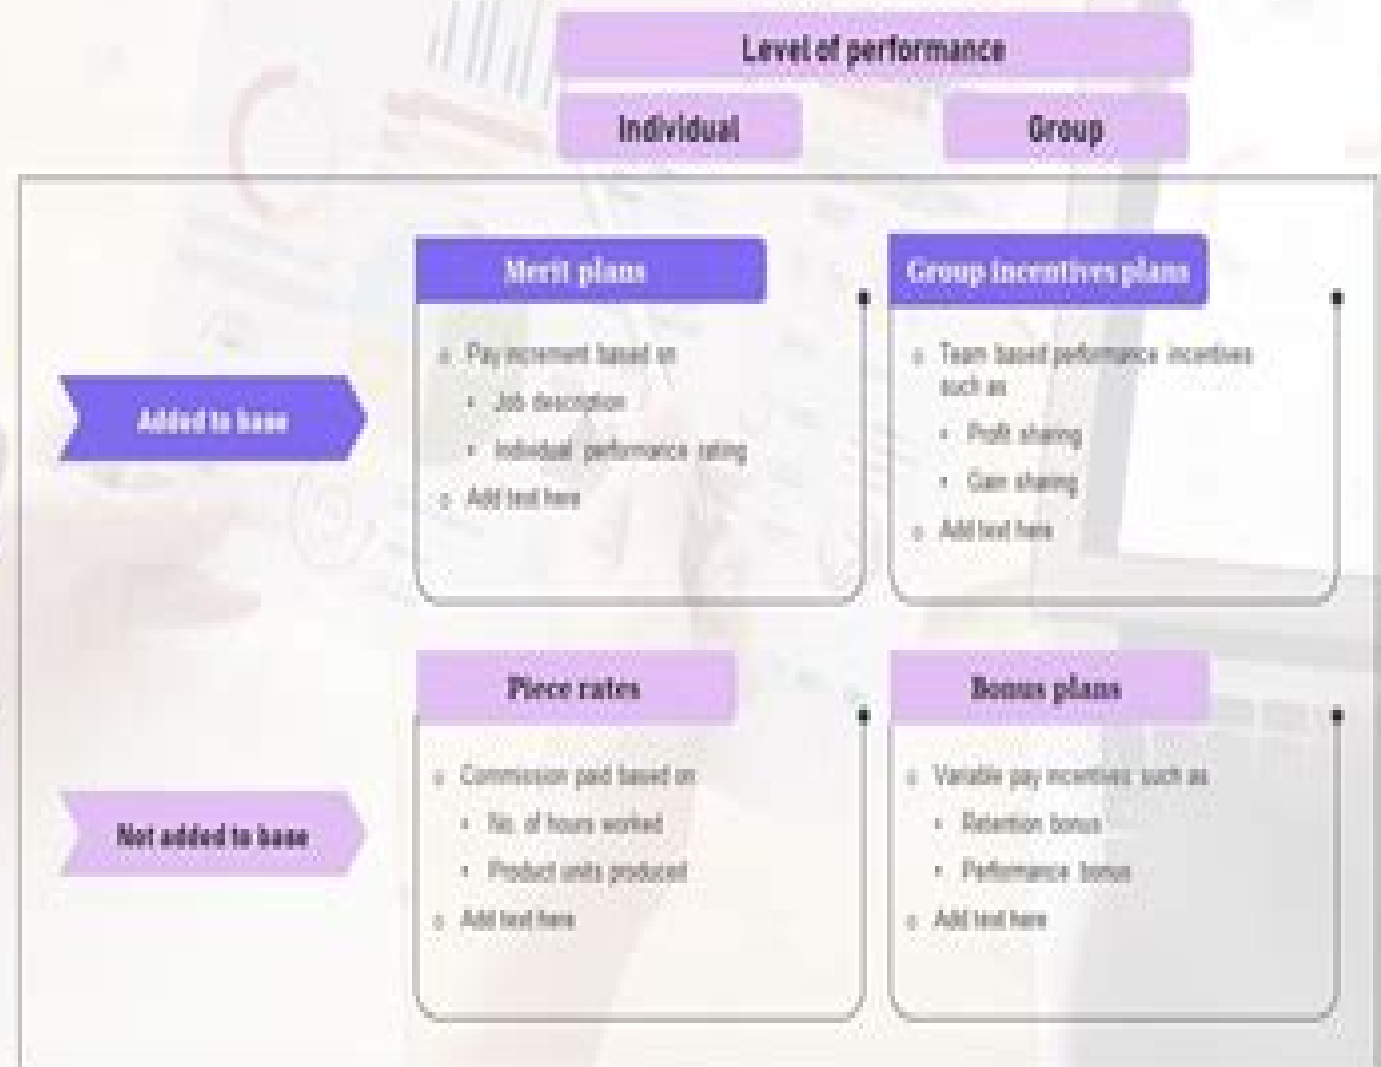 Level of performance
Individual
Group
Merit plans
Group incentives plans
Added to base
Pay increment based on
Job description
Individual performance rating
Add text here
Team based performance incentives
such as
Profit sharing
Gain sharing
Add text here
Piece rates
Bonus plans
Not added to base
Commission paid based on
No. of hours worked
Product units produced
Add text here
Variable pay incentives such as
Retention bonus
Performance bonus
Add text here